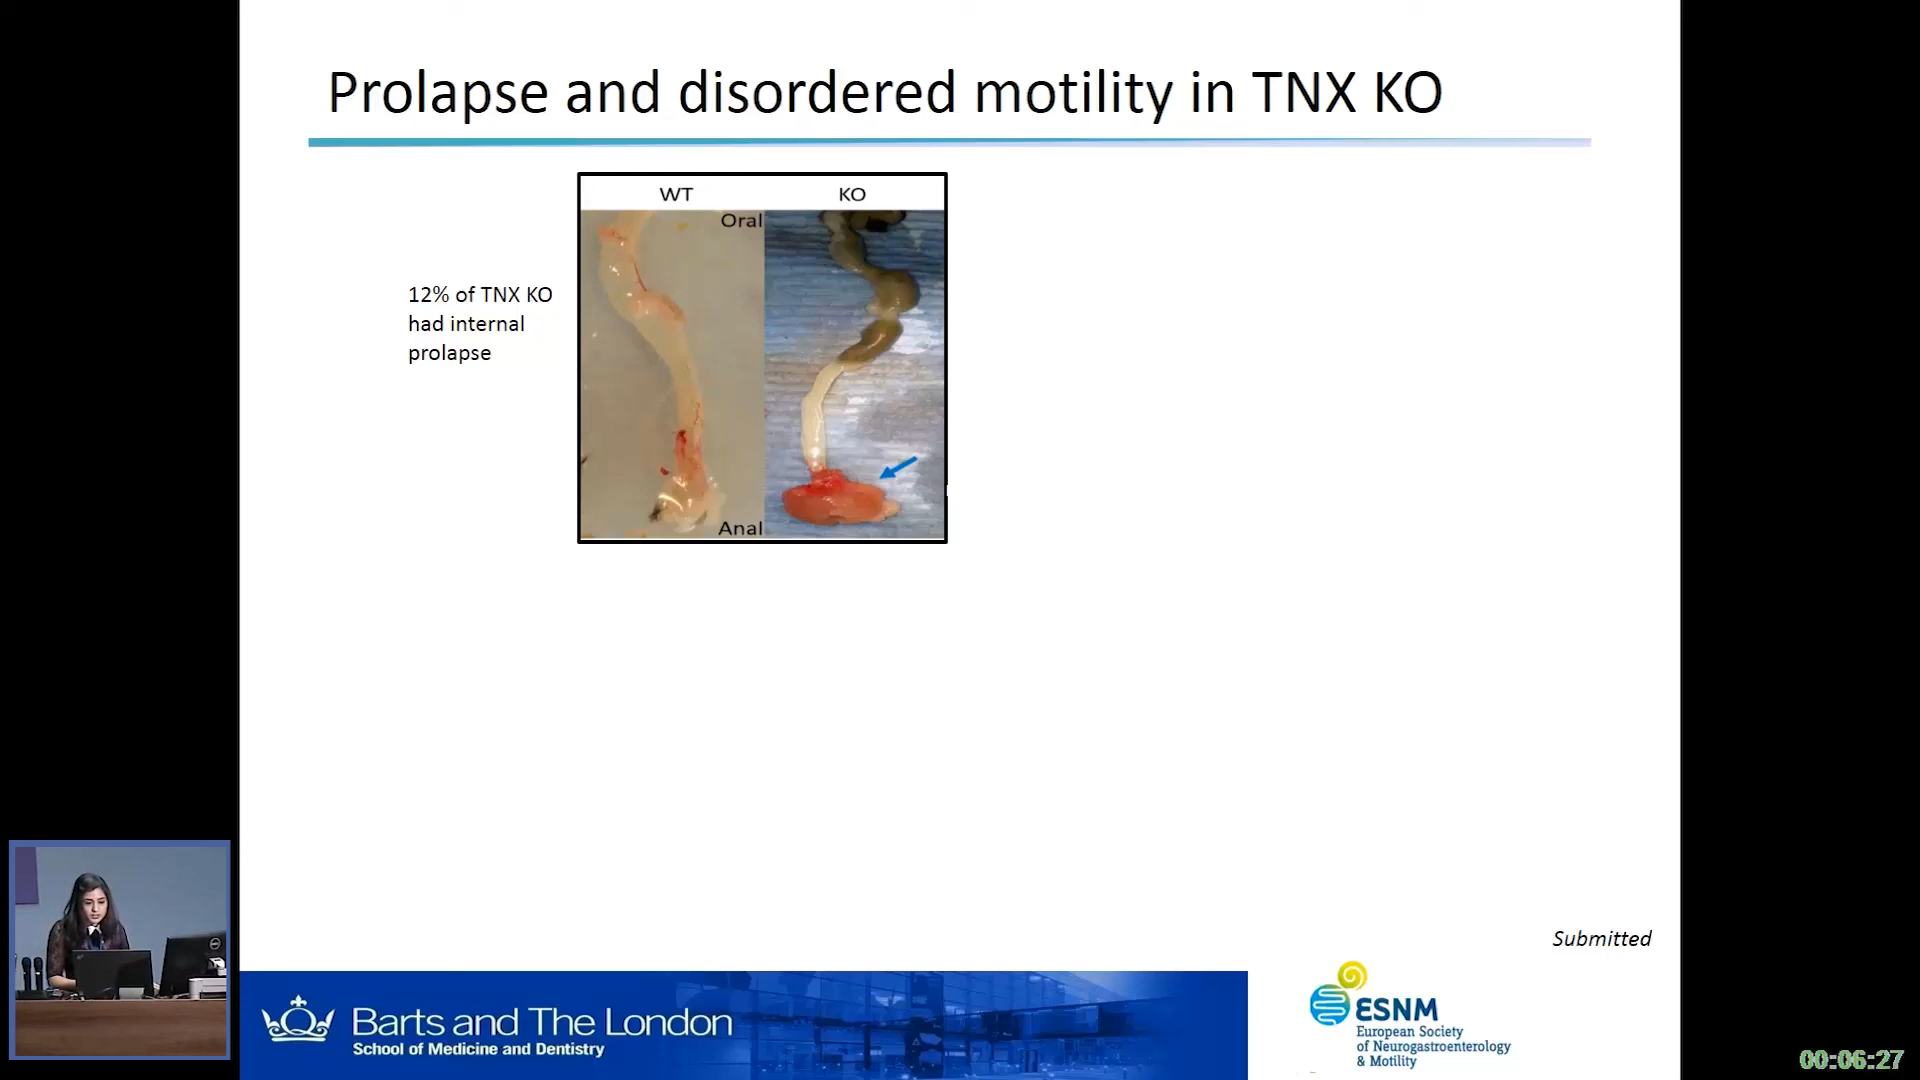 Prolapse and disordered motility in TNX KO
WT
KO
Oral
12% of TNX KO
had internal
prolapse
Anal
Submitted
Barts and The London
School of Medicine and Dentistry
ESNM
European Society
of Neurogastroenterology
& Motility
00:06:27